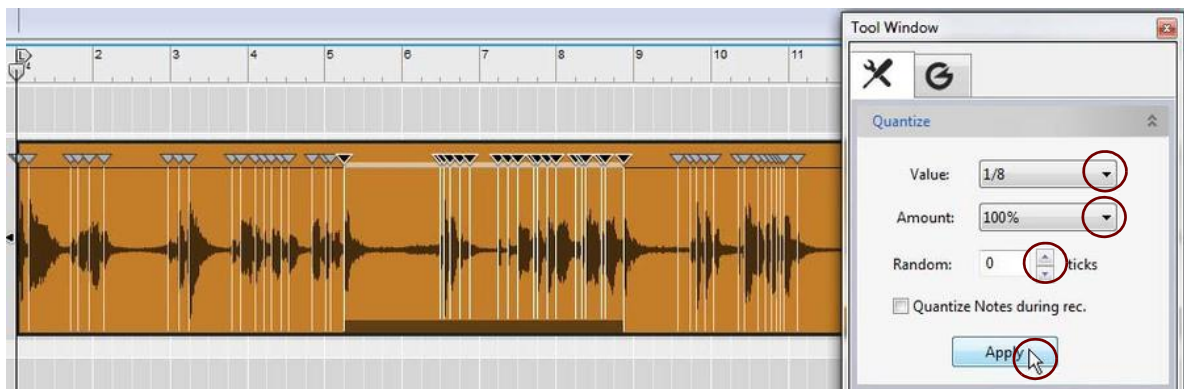 Tool Window
L
4
2
3
4
5
6
7
8
9
10
11
Quantize
Value:
1/8
Amount:
100%
Random:
0
ticks
Quantize Notes during rec.
Apply